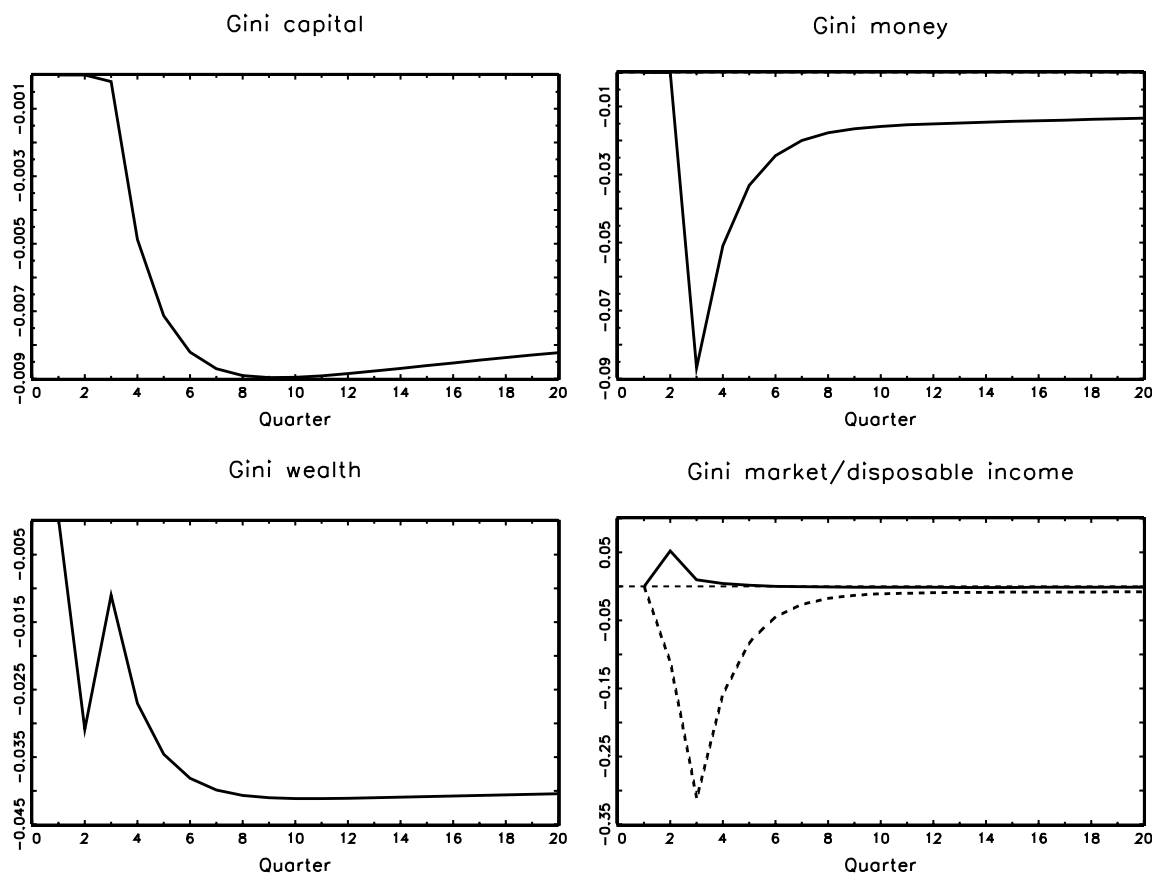 Gini capital
-0.001
-0.003
-0.005
-0.007
-0.009
0 2 4 6 8 10 12 14 16 18 20
Quarter
Gini money
-0.01
-0.03
-0.05
-0.07
-0.09
0 2 4 6 8 10 12 14 16 18 20
Quarter
Gini wealth
-0.005
-0.015
-0.025
-0.035
-0.045
0 2 4 6 8 10 12 14 16 18 20
Quarter
Gini market/disposable income
0.05
-0.05
-0.15
-0.25
-0.35
0 2 4 6 8 10 12 14 16 18 20
Quarter